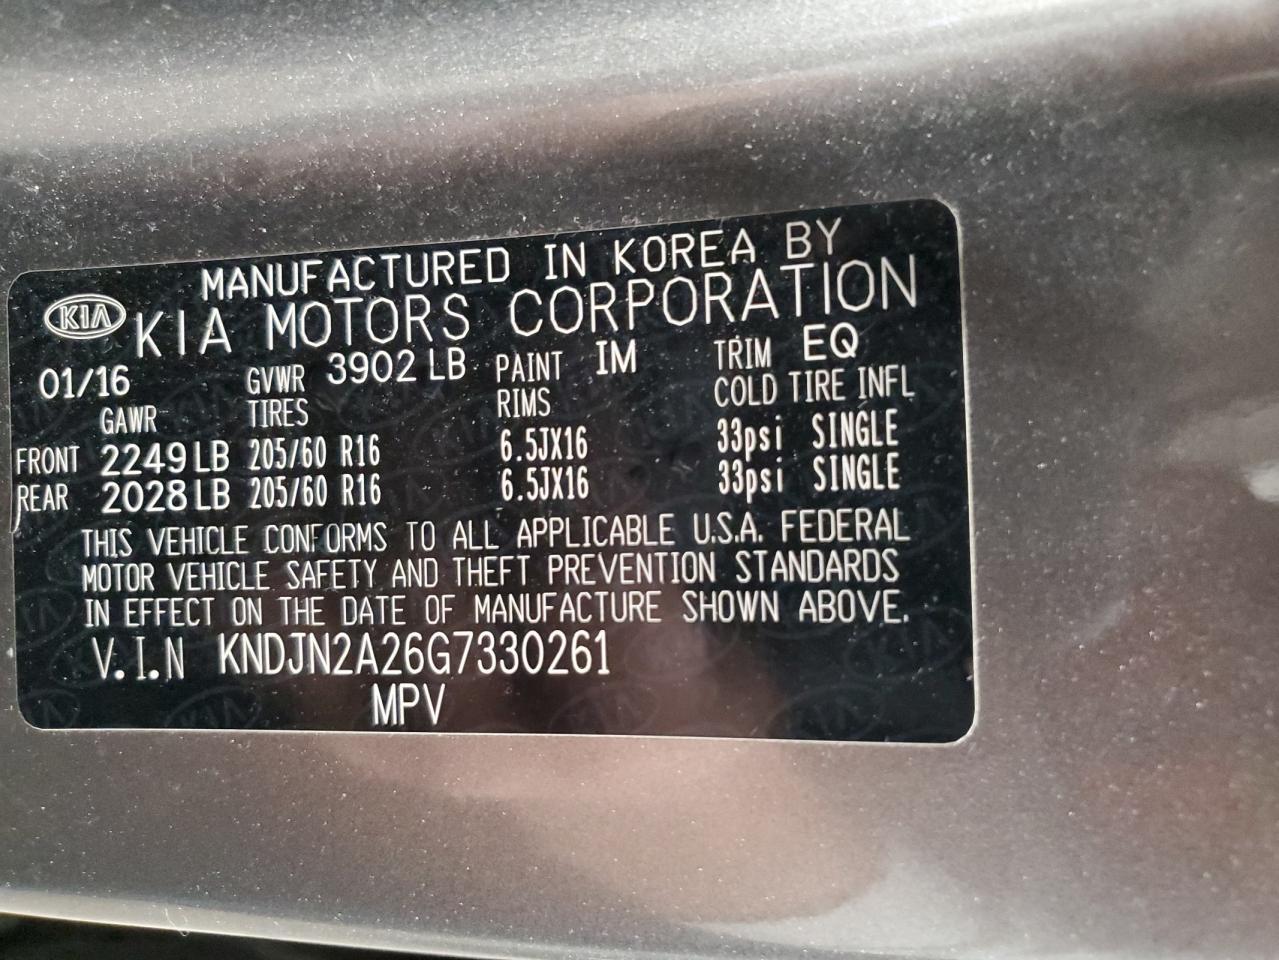 MANUFACTURED IN KOREA BY
KIA KIA MOTORS CORPORATION
01/16 GVWR 3902 LB PAINT IM TRIM EQ
GAWR TIRES RIMS COLD TIRE INFL
FRONT 2249 LB 205/60 R16 6.5JX16 33psi SINGLE
REAR 2028 LB 205/60 R16 6.5JX16 33psi SINGLE
THIS VEHICLE CONFORMS TO ALL APPLICABLE U.S.A. FEDERAL
MOTOR VEHICLE SAFETY AND THEFT PREVENTION STANDARDS
IN EFFECT ON THE DATE OF MANUFACTURE SHOWN ABOVE.
V.I.N KNDJN2A26G7330261
MPV